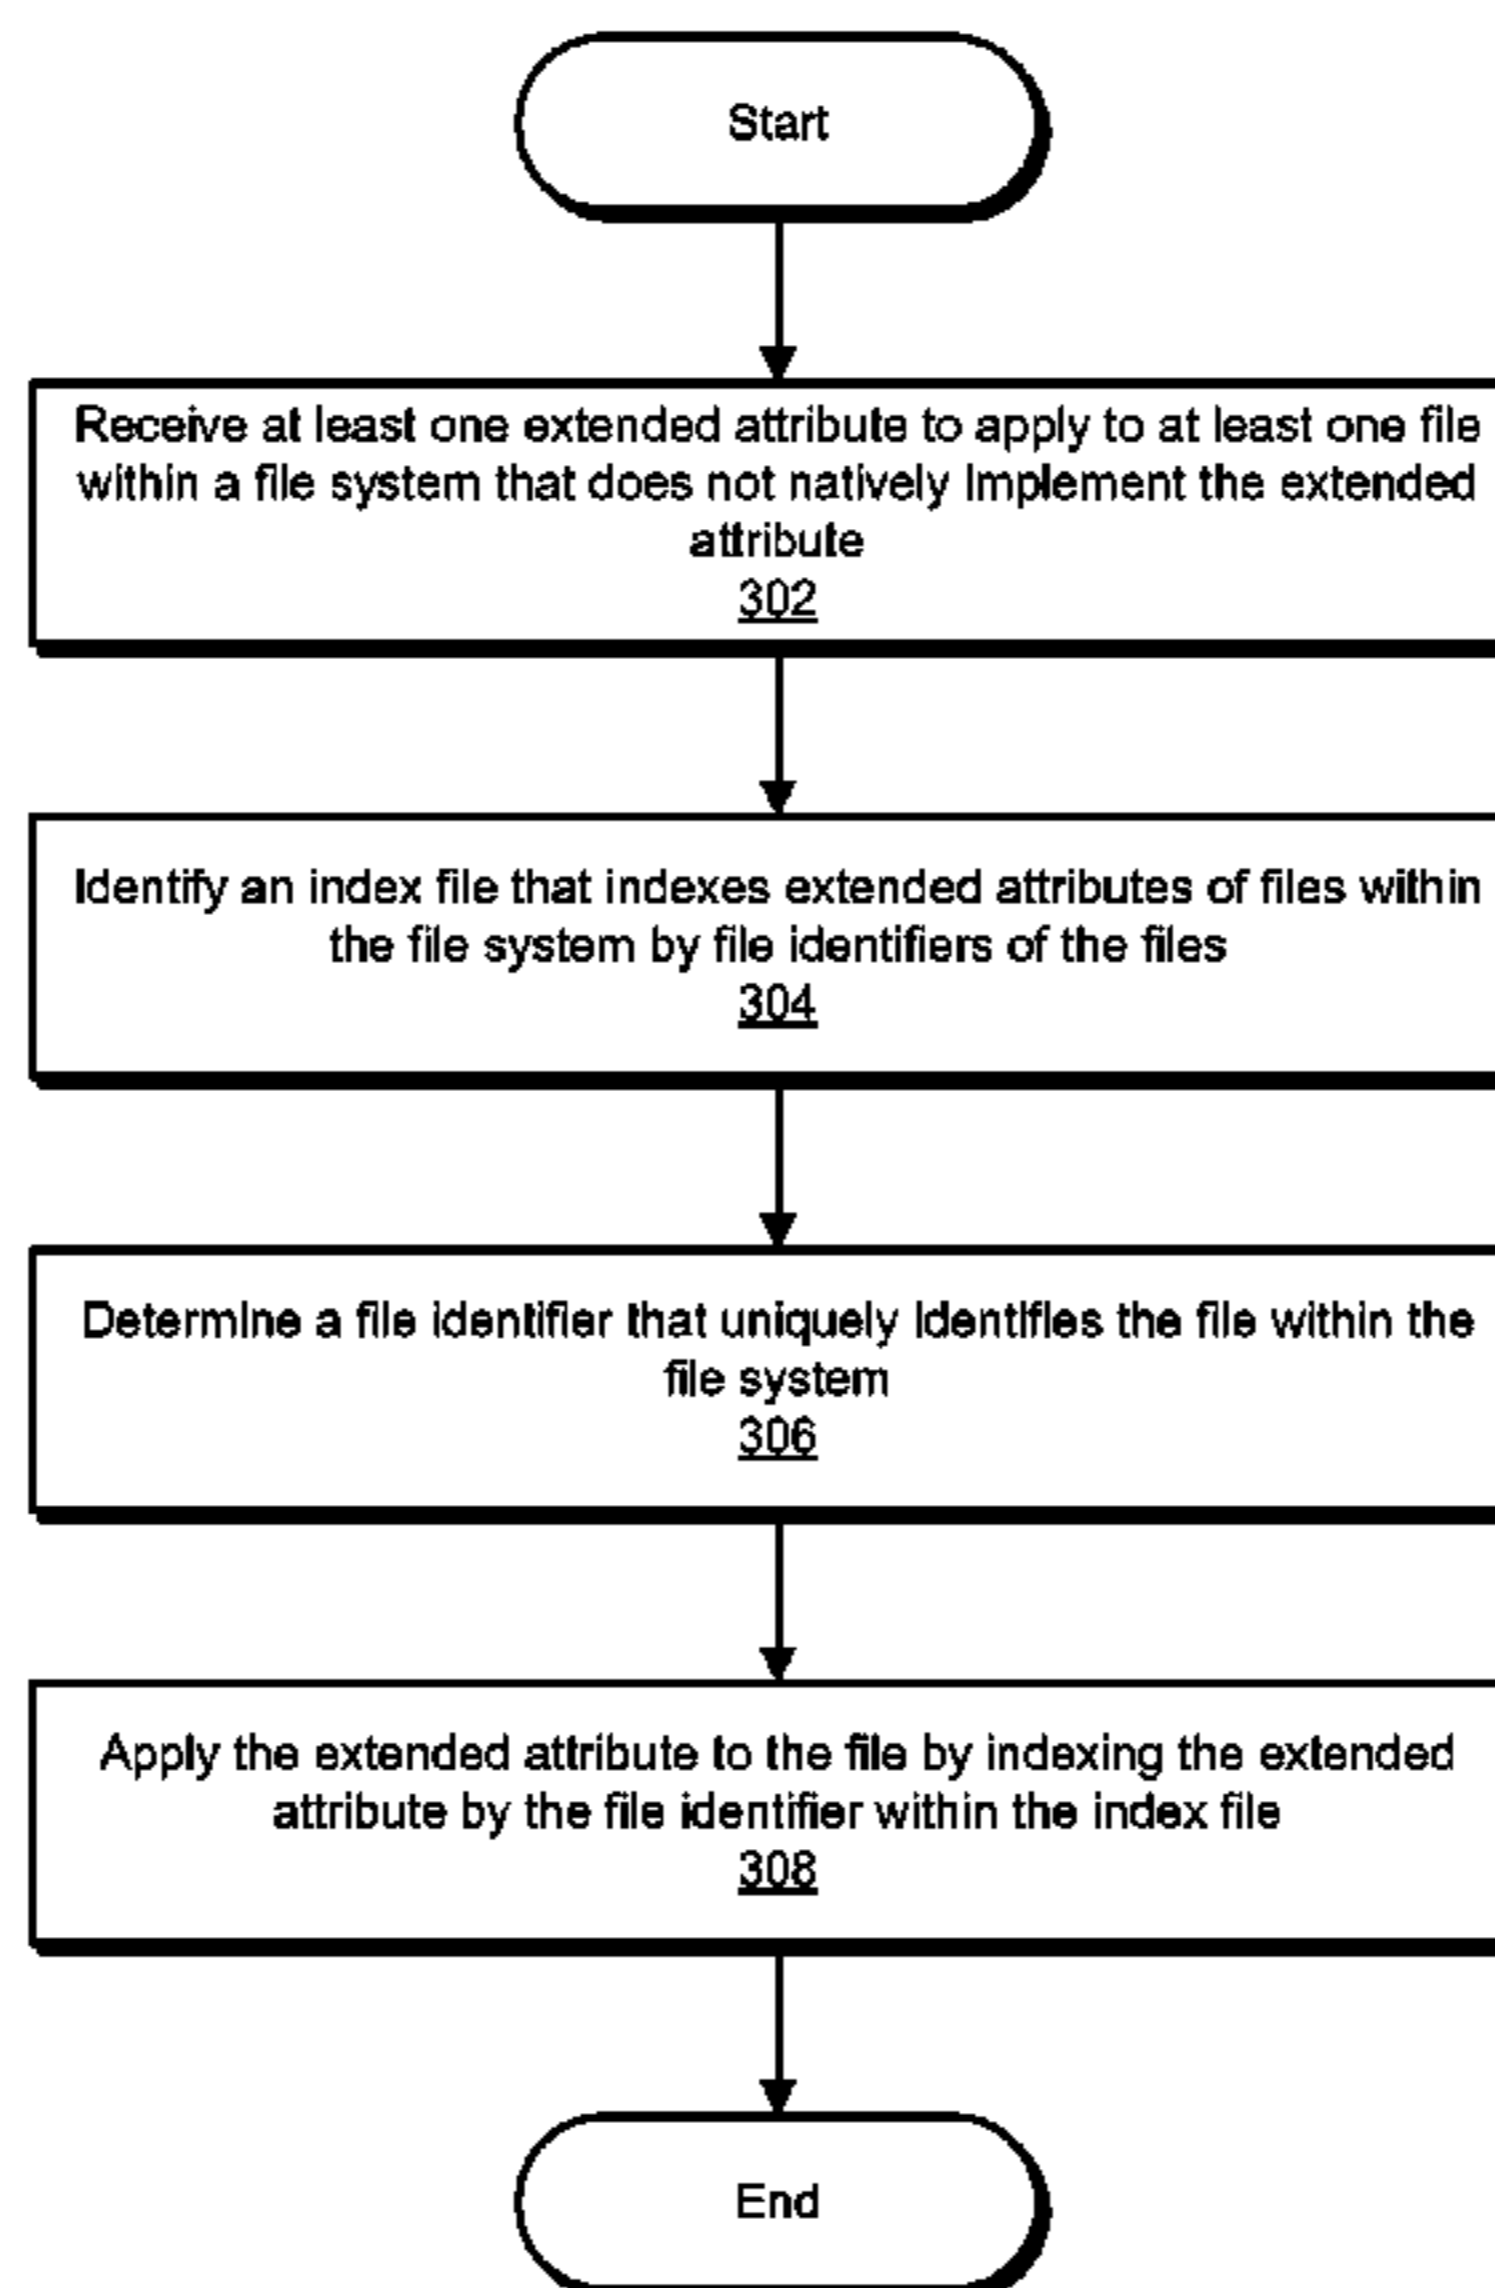 Start
Receive at least one extended attribute to apply to at least one file
within a file system that does not natively implement the extended
attribute
302
Identify an index file that indexes extended attributes of files within
the file system by file identifiers of the files
304
Determine a file identifier that uniquely identifies the file within the
file system
306
Apply the extended attribute to the file by indexing the extended
attribute by the file identifier within the index file
308
End